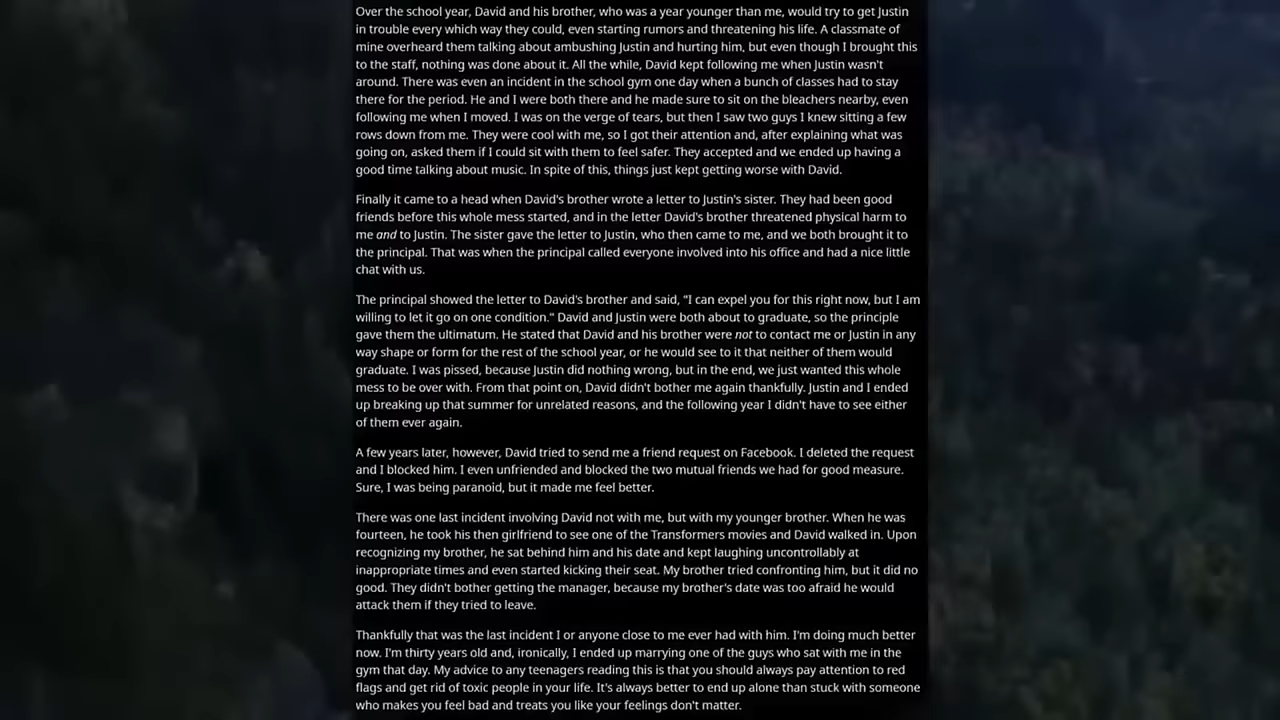 Over the school year, David and his brother, who was a year younger than me, would try to get Justin
in trouble every which way they could, even starting rumors and threatening his life. A classmate of
mine overheard them talking about ambushing Justin and hurting him, but even though I brought this
to the staff, nothing was done about it. All the while, David kept following me when Justin wasn't
around. There was even an incident in the school gym one day when a bunch of classes had to stay
there for the period. He and I were both there and he made sure to sit on the bleachers nearby, even
following me when I moved. I was on the verge of tears, but then I saw two guys I knew sitting a few
rows down from me. They were cool with me, so I got their attention and, after explaining what was
going on, asked them if I could sit with them to feel safer. They accepted and we ended up having a
good time talking about music. In spite of this, things just kept getting worse with David.
Finally it came to a head when David's brother wrote a letter to Justin's sister. They had been good
friends before this whole mess started, and in the letter David's brother threatened physical harm to
me and to Justin. The sister gave the letter to Justin, who then came to me, and we both brought it to
the principal. That was when the principal called everyone involved into his office and had a nice little
chat with us.
The principal showed the letter to David's brother and said, "I can expel you for this right now, but I am
willing to let it go on one condition." David and Justin were both about to graduate, so the principle
gave them the ultimatum. He stated that David and his brother were not to contact me or Justin in any
way shape or form for the rest of the school year, or he would see to it that neither of them would
graduate. I was pissed, because Justin did nothing wrong, but in the end, we just wanted this whole
mess to be over with. From that point on, David didn't bother me again thankfully. Justin and I ended
up breaking up that summer for unrelated reasons, and the following year I didn't have to see either
of them ever again.
A few years later, however, David tried to send me a friend request on Facebook. I deleted the request
and I blocked him. I even unfriended and blocked the two mutual friends we had for good measure.
Sure, I was being paranoid, but it made me feel better.
There was one last incident involving David not with me, but with my younger brother. When he was
fourteen, he took his then girlfriend to see one of the Transformers movies and David walked in. Upon
recognizing my brother, he sat behind him and his date and kept laughing uncontrollably at
inappropriate times and even started kicking their seat. My brother tried confronting him, but it did no
good. They didn't bother getting the manager, because my brother's date was too afraid he would
attack them if they tried to leave.
Thankfully that was the last incident I or anyone close to me ever had with him. I'm doing much better
now. I'm thirty years old and, ironically, I ended up marrying one of the guys who sat with me in the
gym that day. My advice to any teenagers reading this is that you should always pay attention to red
flags and get rid of toxic people in your life. It's always better to end up alone than stuck with someone
who makes you feel bad and treats you like your feelings don't matter.